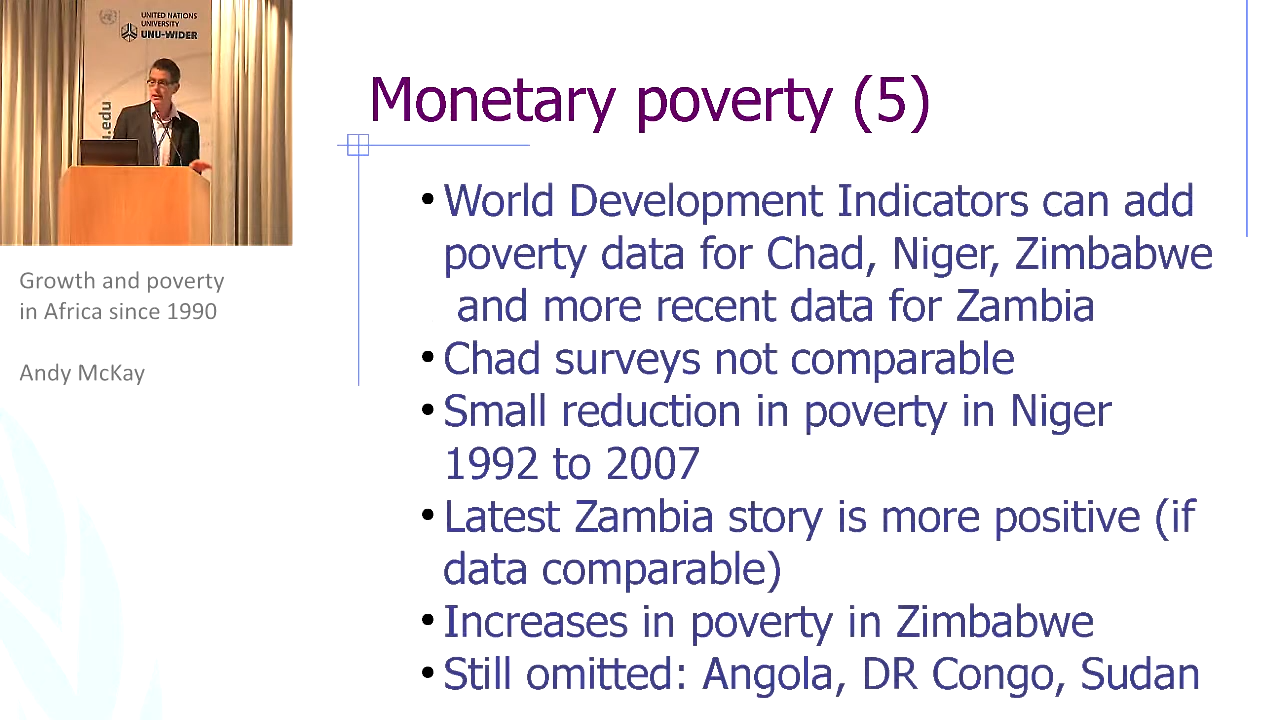 UNITED NATIONS
UNIVERSITY
UNU-WIDER
u.edu
Growth and poverty
in Africa since 1990
Andy McKay
Monetary poverty (5)
• World Development Indicators can add
poverty data for Chad, Niger, Zimbabwe
and more recent data for Zambia
• Chad surveys not comparable
• Small reduction in poverty in Niger
1992 to 2007
• Latest Zambia story is more positive (if
data comparable)
• Increases in poverty in Zimbabwe
• Still omitted: Angola, DR Congo, Sudan